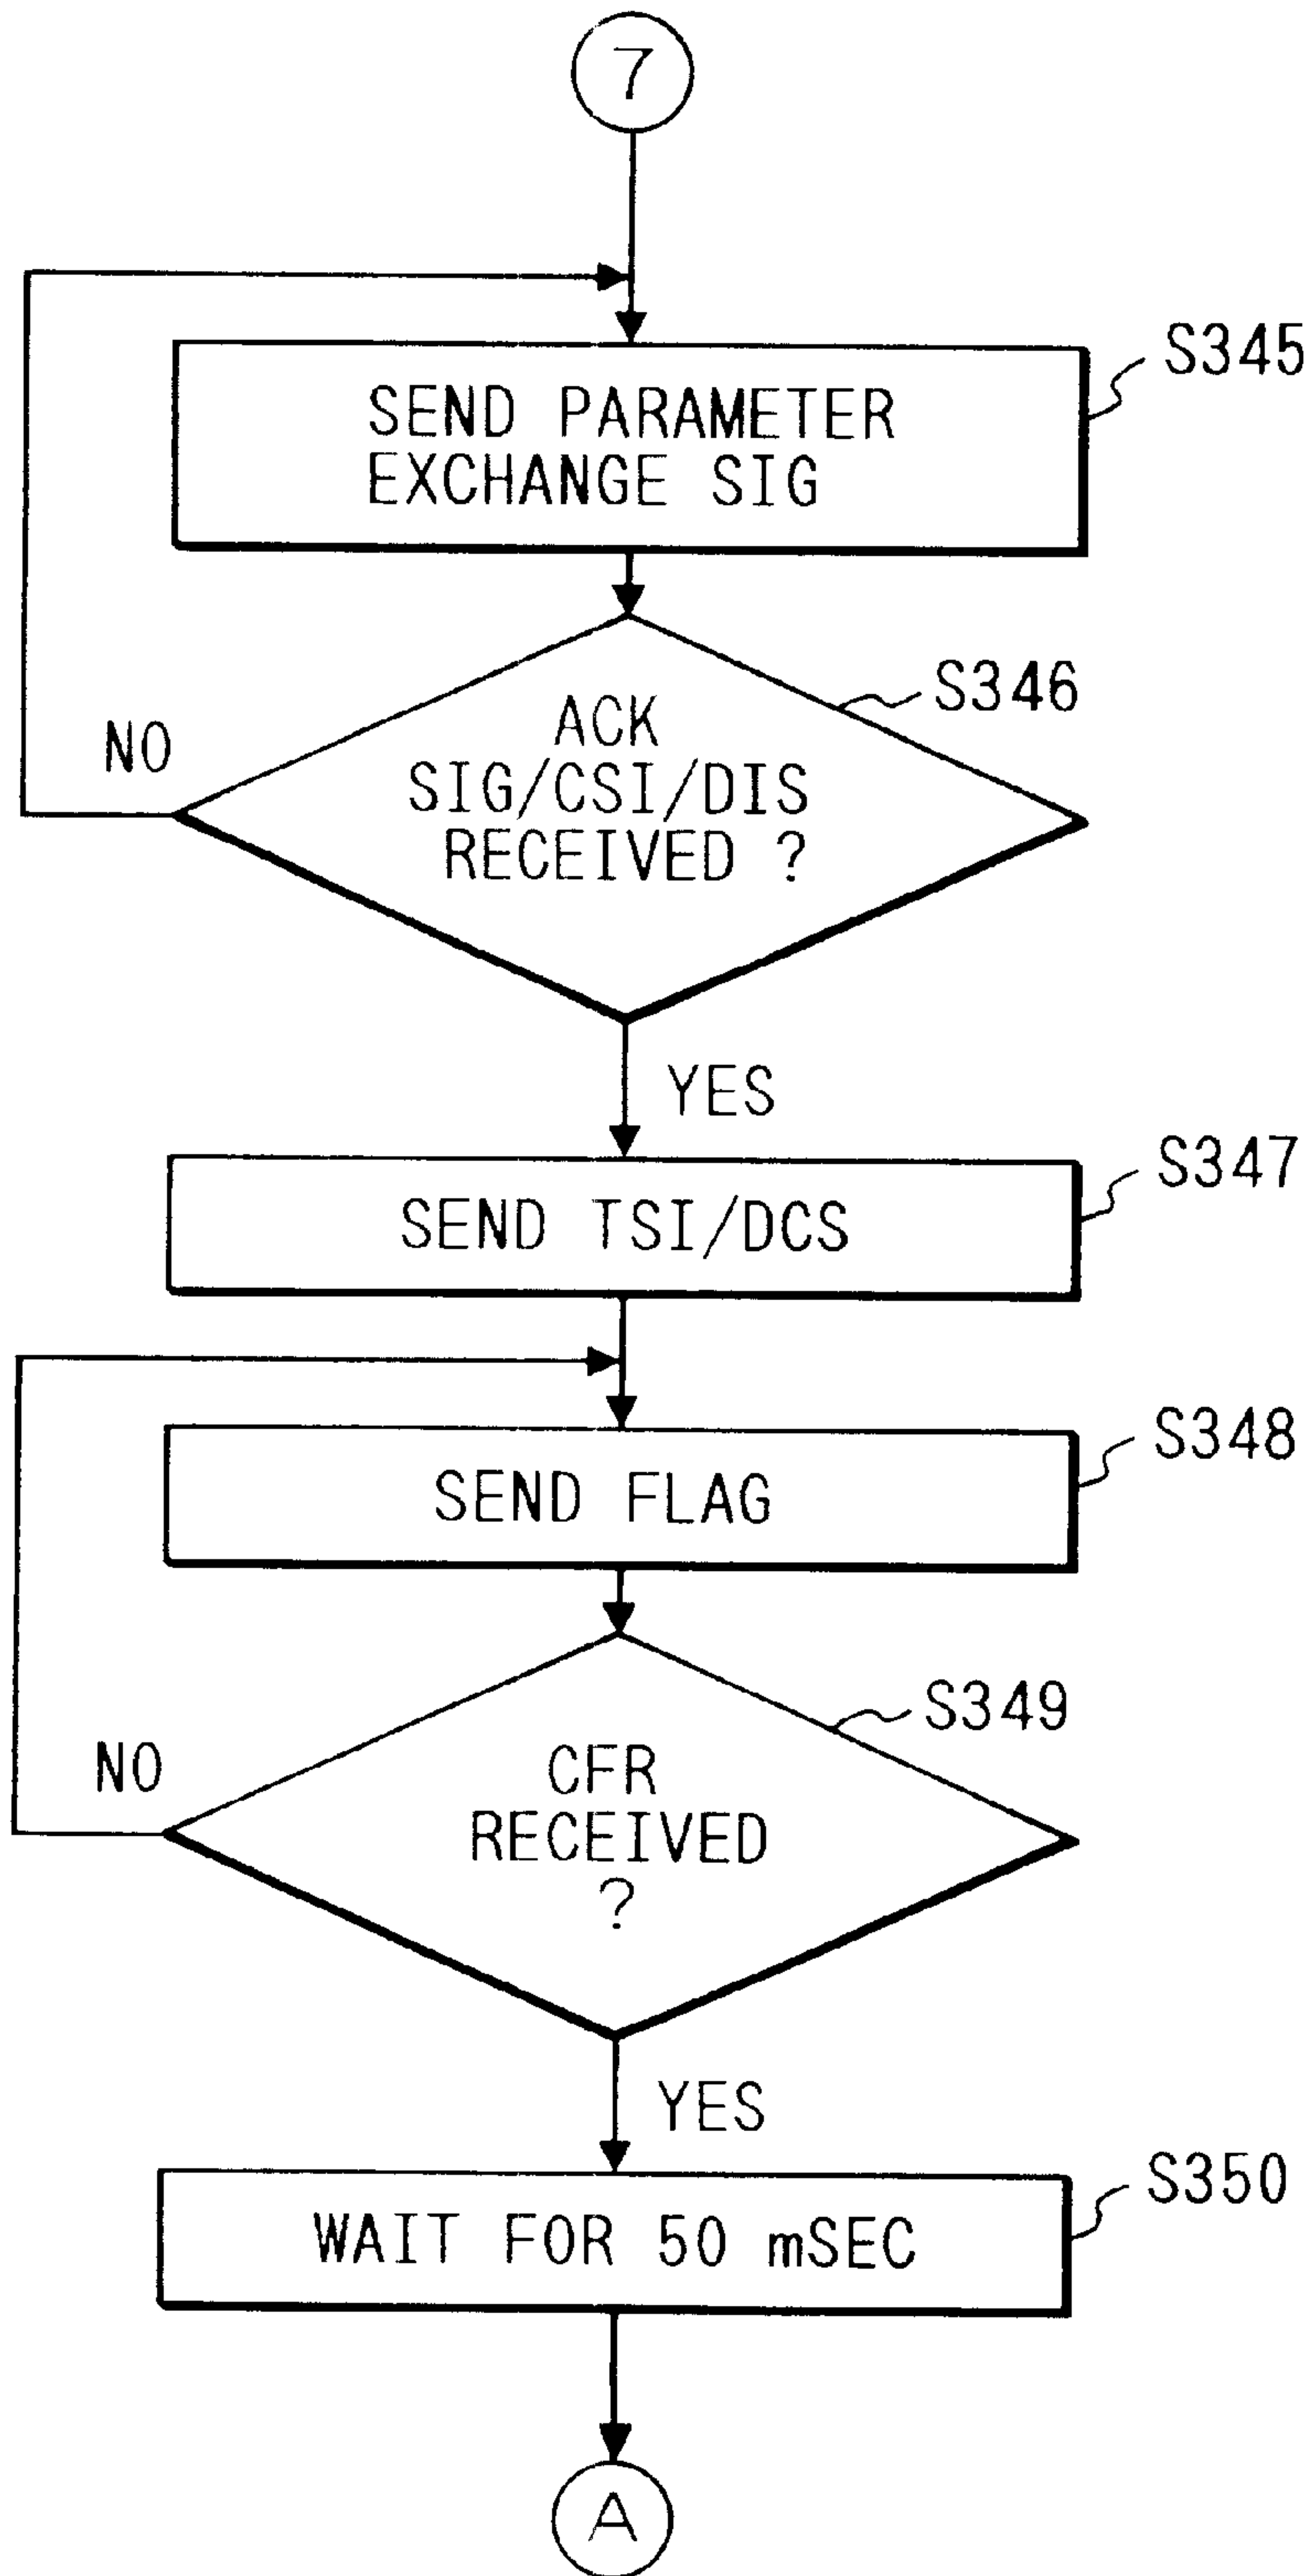 7
S345
SEND PARAMETER
EXCHANGE SIG
S346
ACK
SIG/CSI/DIS
RECEIVED ?
NO
YES
S347
SEND TSI/DCS
S348
SEND FLAG
S349
CFR
RECEIVED
?
NO
YES
S350
WAIT FOR 50 mSEC
A